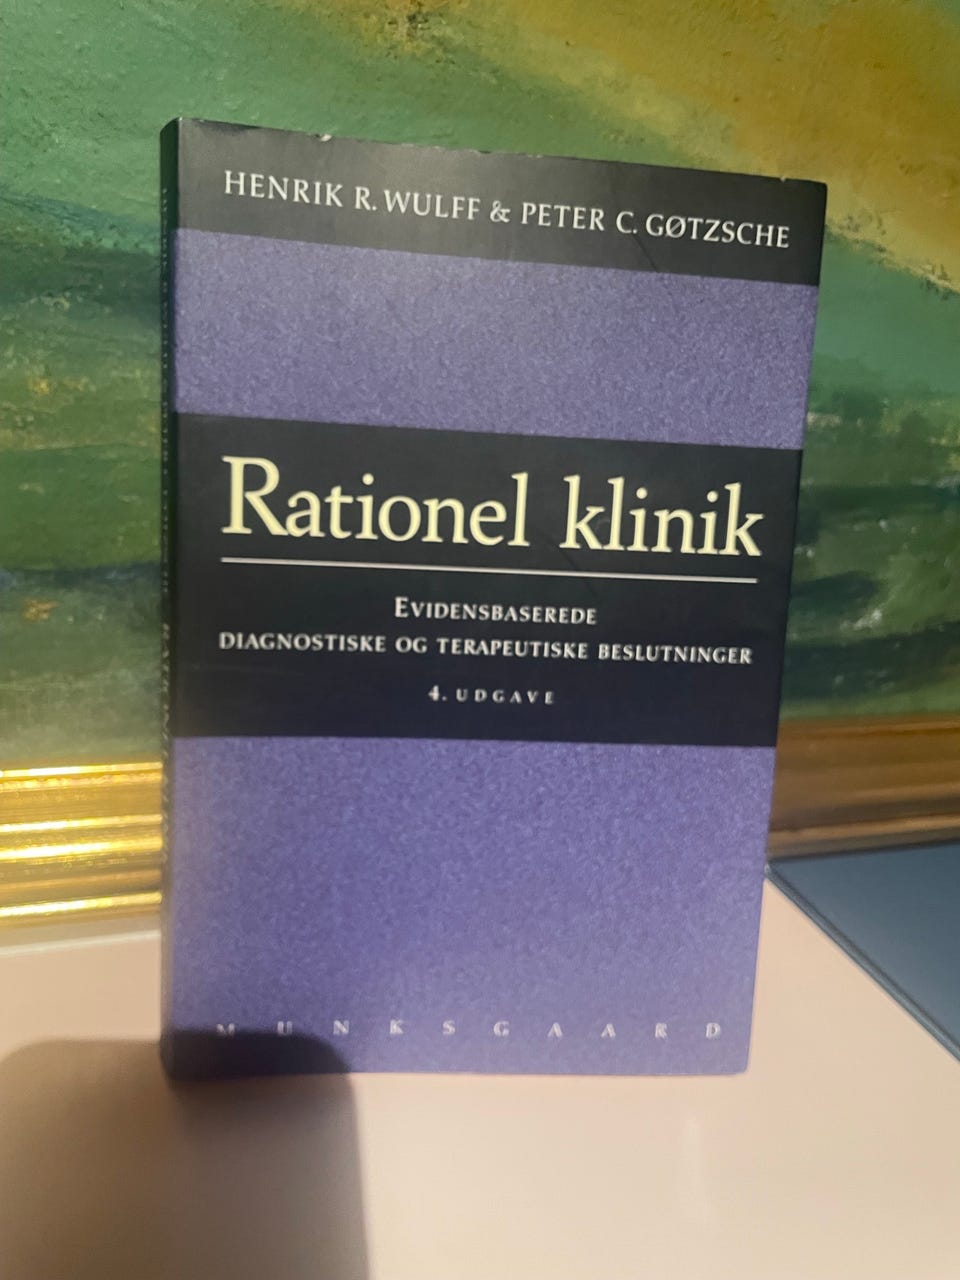 HENRIK R. WULFF & PETER C. GØTZSCHE
Rationel klinik
EVIDENSBASEREDE
DIAGNOSTISKE OG TERAPEUTISKE BESLUTNINGER
4. UDGAVE
MUNKSGAARD